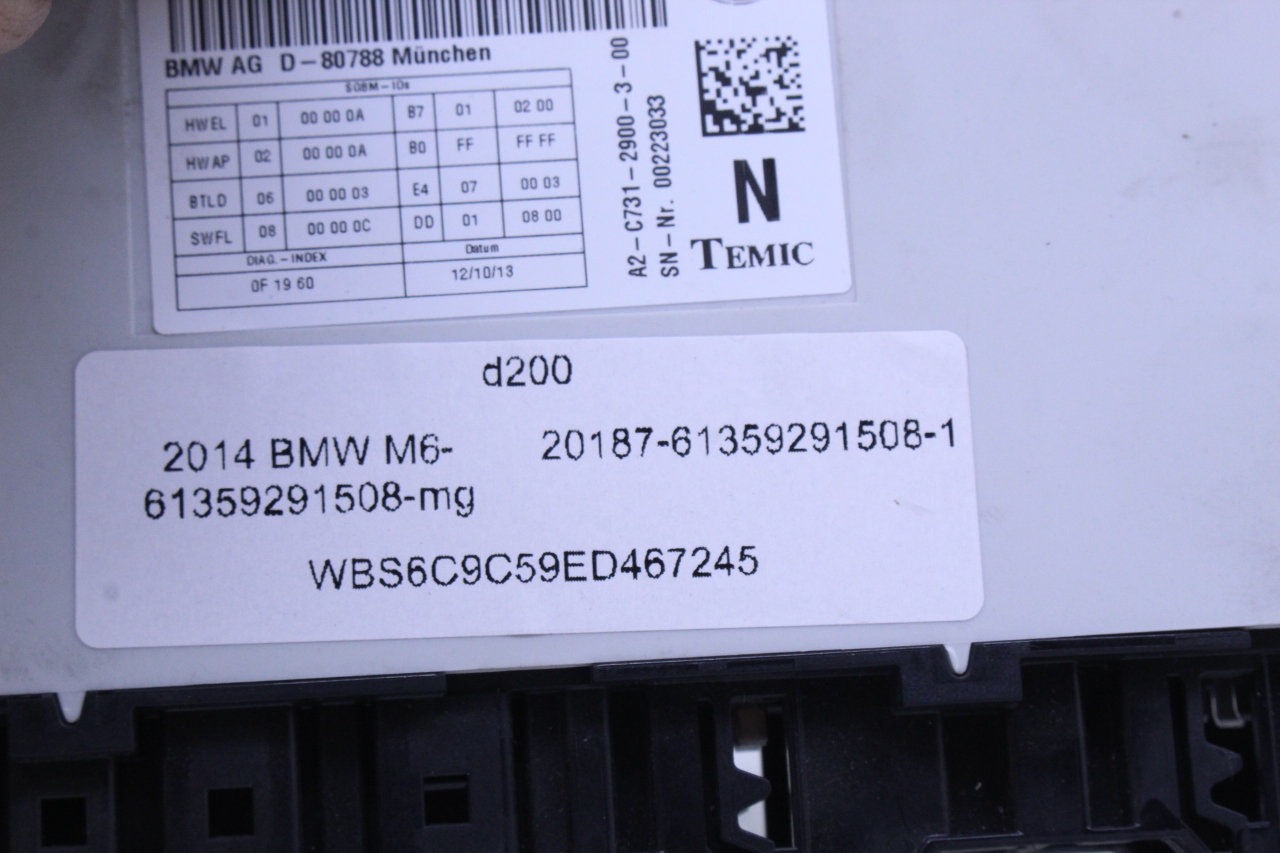 BMW AG D-80788 München
SGBM-IDs
HWEL 01 00 00 0A B7 01 02 00
HWAP 02 00 00 0A B0 FF FF FF
BTLD 06 00 00 03 E4 07 00 03
SWFL 08 00 00 0C DD 01 08 00
DIAG.-INDEX Datum
0F 19 60 12/10/13
A2-C731-2900-3-00
SN-Nr. 00223033
N
TEMIC
d200
2014 BMW M6- 20187-61359291508-1
61359291508-mg
WBS6C9C59ED467245